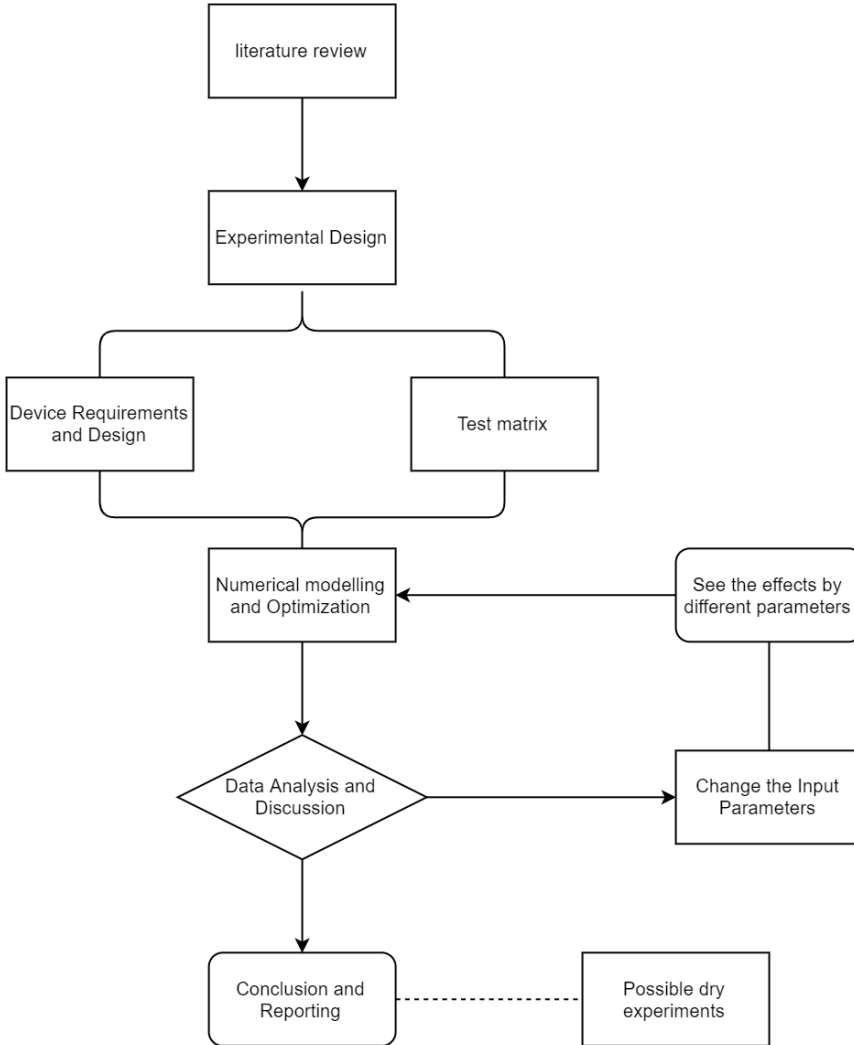 literature review
Experimental Design
Device Requirements
and Design
Test matrix
Numerical modelling
and Optimization
See the effects by
different parameters
Data Analysis and
Discussion
Change the Input
Parameters
Conclusion and
Reporting
Possible dry
experiments